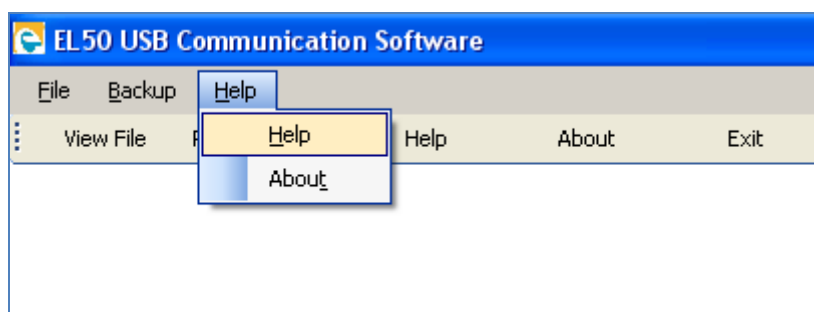 EL50 USB Communication Software
File Backup Help
View File Help About Exit
Help
About